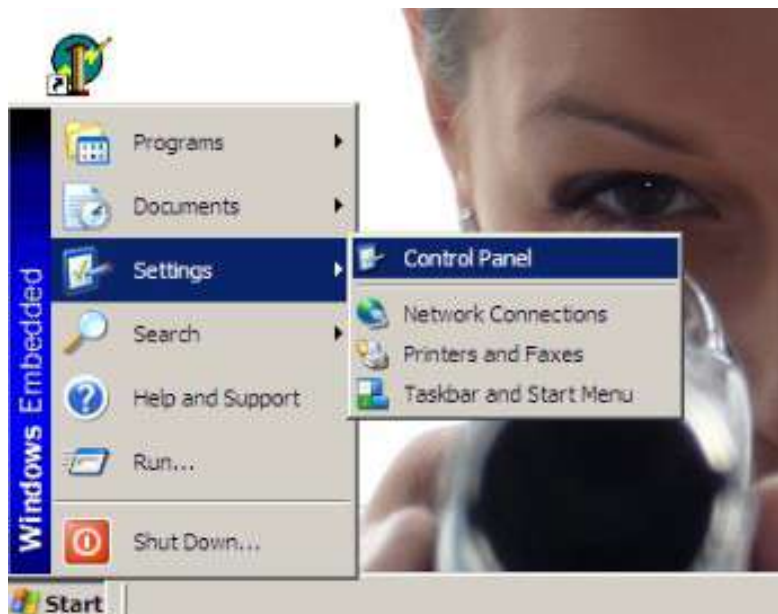 Programs
Documents
Settings
Search
Help and Support
Run...
Shut Down...
Control Panel
Network Connections
Printers and Faxes
Taskbar and Start Menu
Windows Embedded
Start